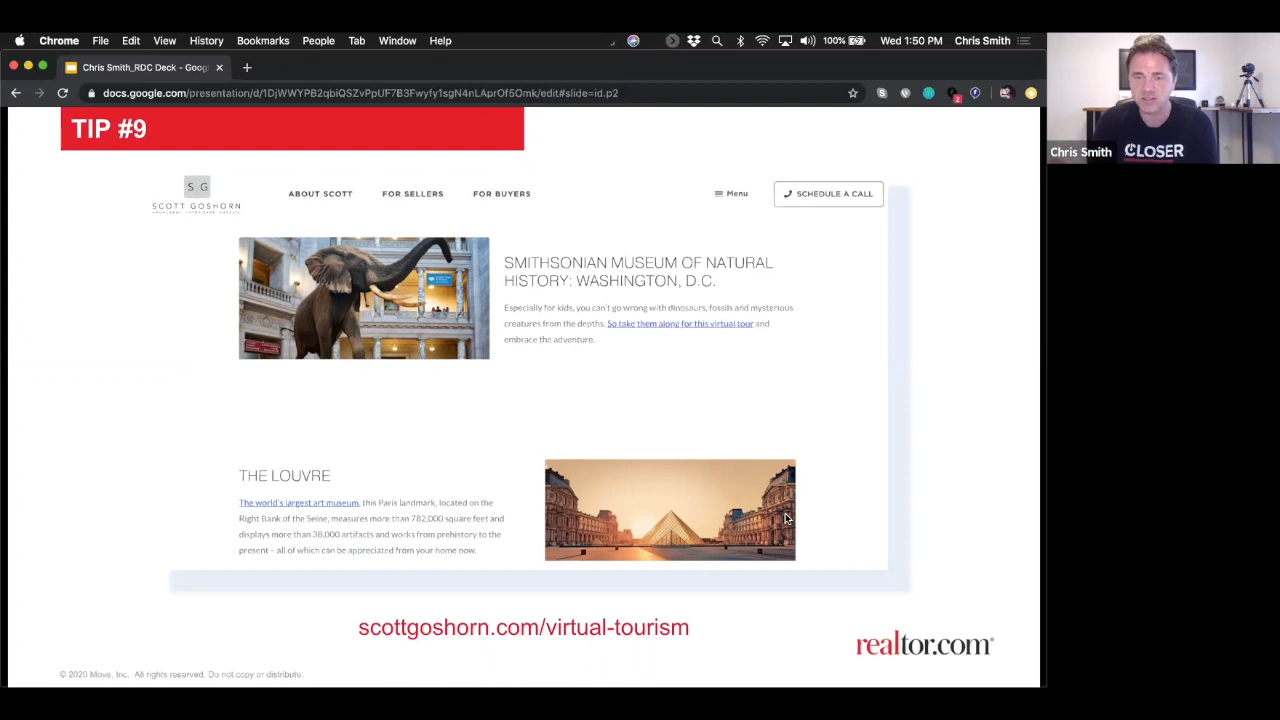 Chrome File Edit View History Bookmarks People Tab Window Help 100% Wed 1:50 PM Chris Smith
Chris Smith_RDC Deck - Goog
docs.google.com/presentation/d/1DjWWYPB2qbiQSZvPpUF7B3Fwyfy1sgN4nLAprOf5Omk/edit#slide=id.p2
2
TIP #9
CLOSER
Chris Smith
S G
SCOTT GOSHORN
ABOUT SCOTT FOR SELLERS FOR BUYERS Menu SCHEDULE A CALL
SMITHSONIAN MUSEUM OF NATURAL
HISTORY: WASHINGTON, D.C.
Especially for kids, you can't go wrong with dinosaurs, fossils and mysterious
creatures from the depths. So take them along for this virtual tour and
embrace the adventure.
THE LOUVRE
The world's largest art museum, this Paris landmark, located on the
Right Bank of the Seine, measures more than 782,000 square feet and
displays more than 38,000 artifacts and works from prehistory to the
present – all of which can be appreciated from your home now.
scottgoshorn.com/virtual-tourism
realtor.com®
© 2020 Move, Inc. All rights reserved. Do not copy or distribute.